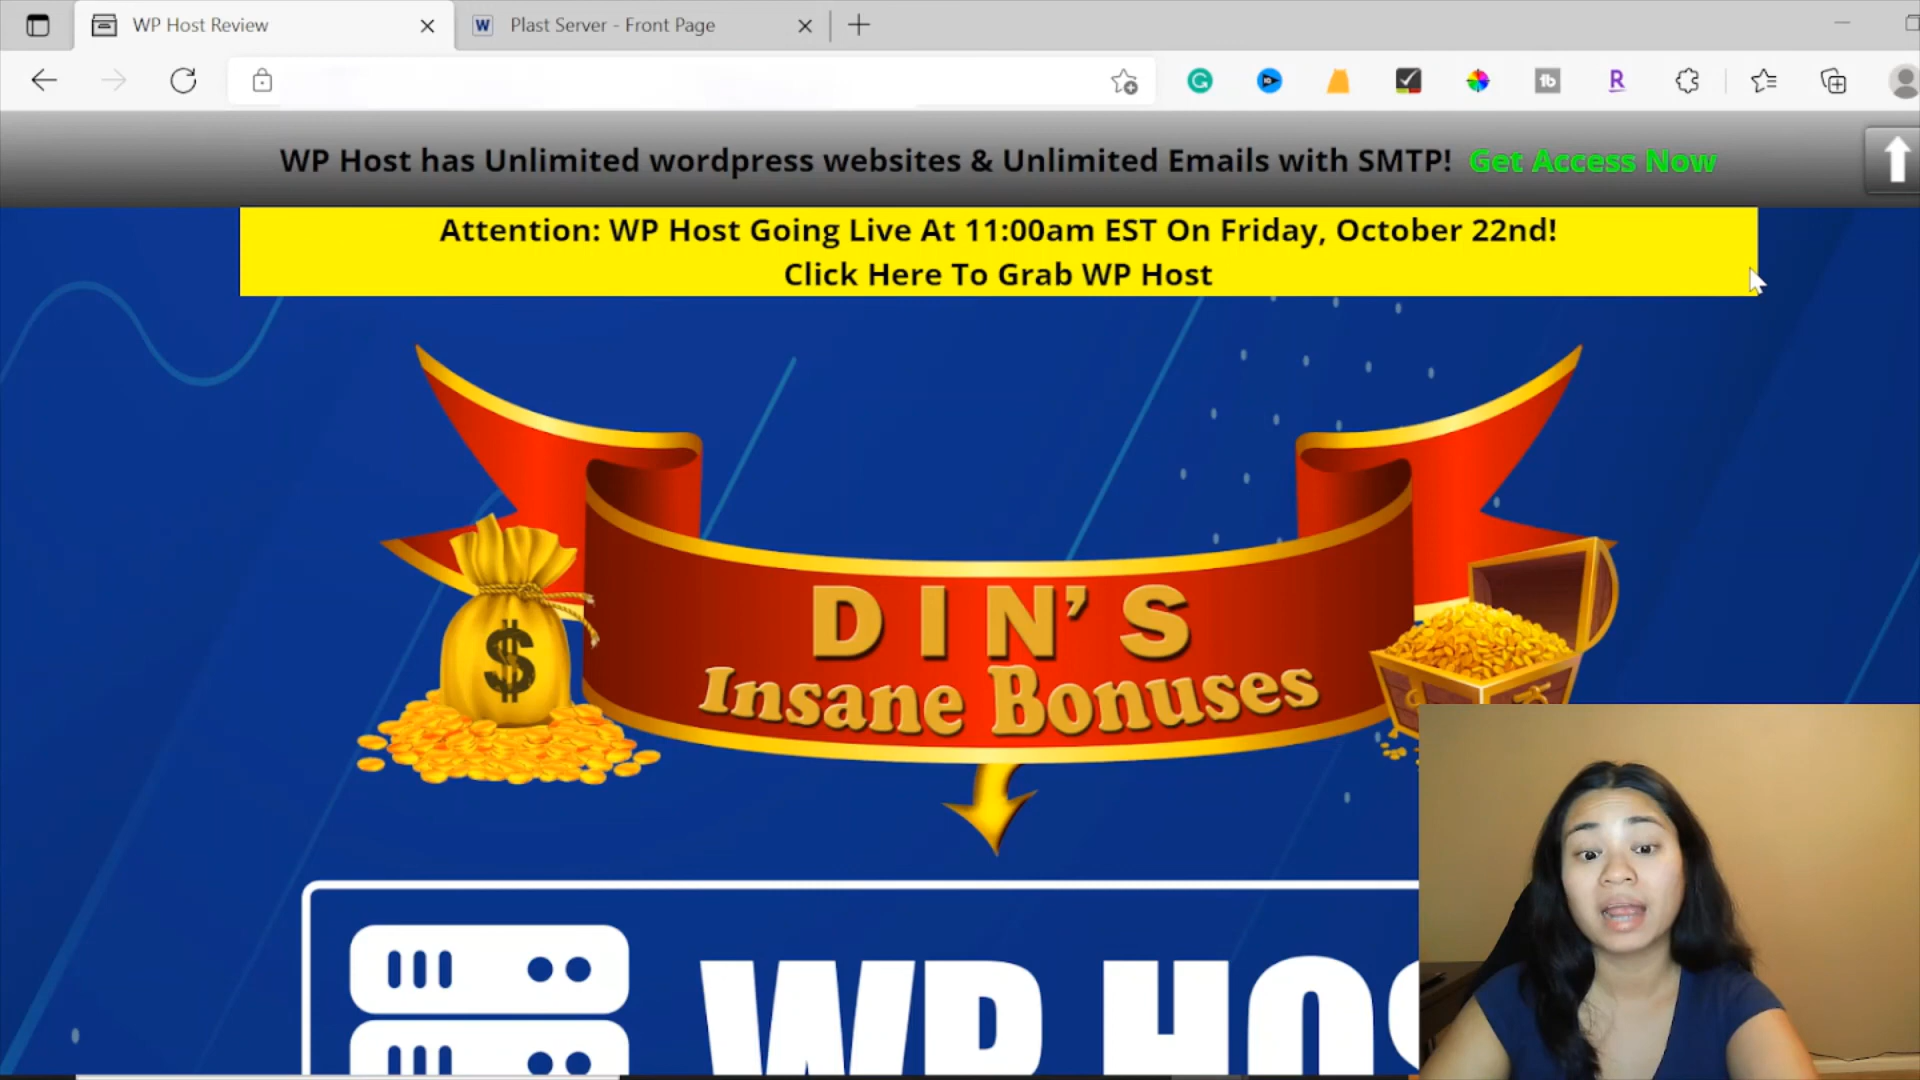 WP Host Review
W Plast Server - Front Page
WP Host has Unlimited wordpress websites & Unlimited Emails with SMTP! Get Access Now
Attention: WP Host Going Live At 11:00am EST On Friday, October 22nd!
Click Here To Grab WP Host
DIN'S
Insane Bonuses
$
WP HOS